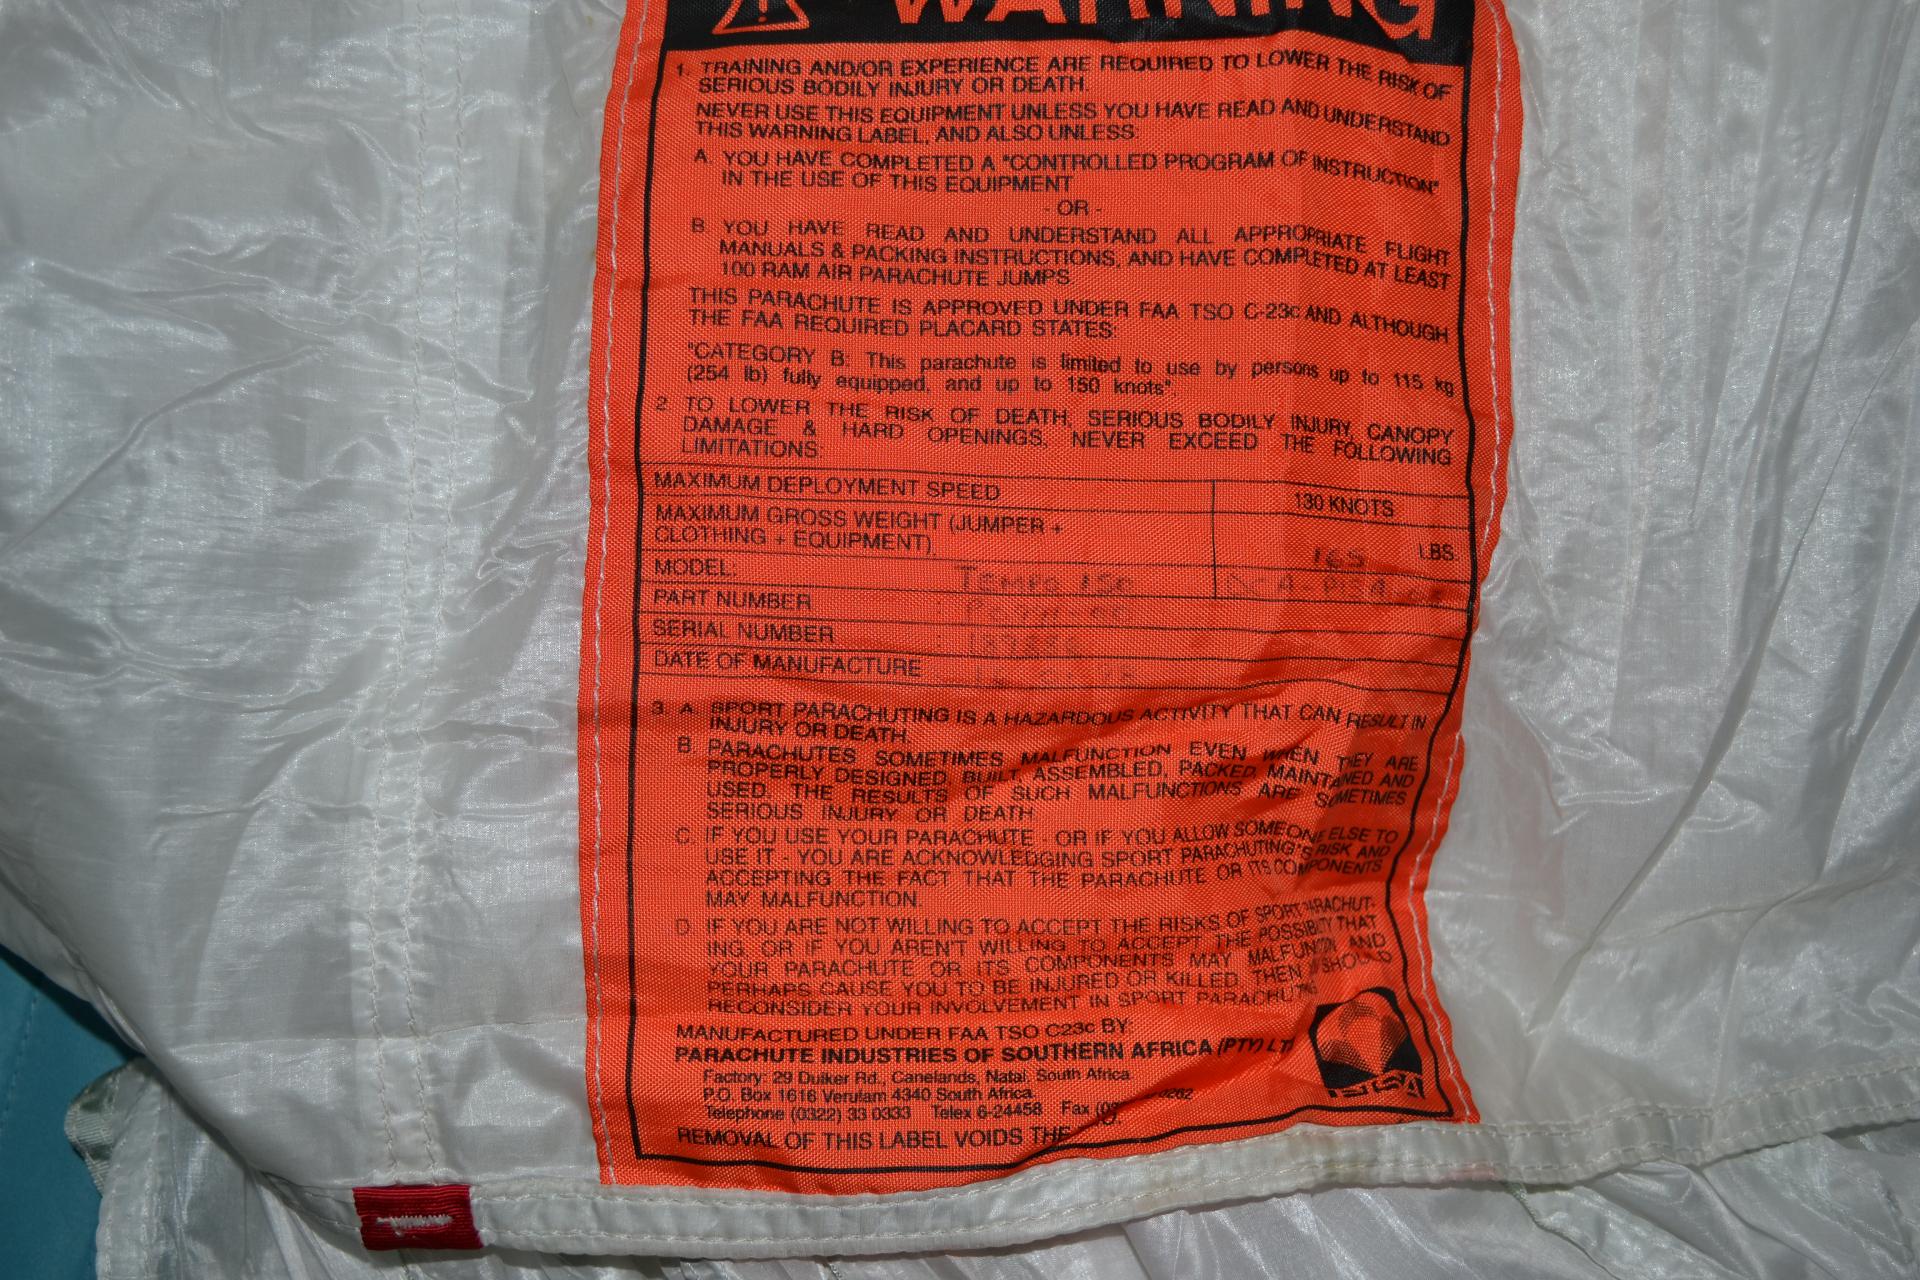 WARNING
1. TRAINING AND/OR EXPERIENCE ARE REQUIRED TO LOWER THE RISK OF
SERIOUS BODILY INJURY OR DEATH.
NEVER USE THIS EQUIPMENT UNLESS YOU HAVE READ AND UNDERSTAND
THIS WARNING LABEL, AND ALSO UNLESS:
A. YOU HAVE COMPLETED A "CONTROLLED PROGRAM OF INSTRUCTION"
IN THE USE OF THIS EQUIPMENT
- OR -
B YOU HAVE READ AND UNDERSTAND ALL APPROPRIATE FLIGHT
MANUALS & PACKING INSTRUCTIONS, AND HAVE COMPLETED AT LEAST
100 RAM AIR PARACHUTE JUMPS.
THIS PARACHUTE IS APPROVED UNDER FAA TSO C-23c AND ALTHOUGH
THE FAA REQUIRED PLACARD STATES:
"CATEGORY B: This parachute is limited to use by persons up to 115 kg
(254 lb) fully equipped, and up to 150 knots".
2. TO LOWER THE RISK OF DEATH, SERIOUS BODILY INJURY, CANOPY
DAMAGE & HARD OPENINGS, NEVER EXCEED THE FOLLOWING
LIMITATIONS:
MAXIMUM DEPLOYMENT SPEED 130 KNOTS
MAXIMUM GROSS WEIGHT (JUMPER +
CLOTHING + EQUIPMENT) 165 LBS.
MODEL: Tempo 150
PART NUMBER
SERIAL NUMBER
DATE OF MANUFACTURE
3. A. SPORT PARACHUTING IS A HAZARDOUS ACTIVITY THAT CAN RESULT IN
INJURY OR DEATH.
B. PARACHUTES SOMETIMES MALFUNCTION EVEN WHEN THEY ARE
PROPERLY DESIGNED, BUILT, ASSEMBLED, PACKED, MAINTAINED AND
USED. THE RESULTS OF SUCH MALFUNCTIONS ARE SOMETIMES
SERIOUS INJURY OR DEATH
C. IF YOU USE YOUR PARACHUTE - OR IF YOU ALLOW SOMEONE ELSE TO
USE IT - YOU ARE ACKNOWLEDGING SPORT PARACHUTING'S RISK AND
ACCEPTING THE FACT THAT THE PARACHUTE OR ITS COMPONENTS
MAY MALFUNCTION.
D. IF YOU ARE NOT WILLING TO ACCEPT THE RISKS OF SPORT PARACHUT-
ING, OR IF YOU AREN'T WILLING TO ACCEPT THE POSSIBILITY THAT
YOUR PARACHUTE OR ITS COMPONENTS MAY MALFUNCTION AND
PERHAPS CAUSE YOU TO BE INJURED OR KILLED, THEN SHOULD
RECONSIDER YOUR INVOLVEMENT IN SPORT PARACHUTING
MANUFACTURED UNDER FAA TSO C23c BY:
PARACHUTE INDUSTRIES OF SOUTHERN AFRICA (PTY) LT
Factory: 29 Duiker Rd., Canelands, Natal, South Africa
P.O. Box 1616 Verulam 4340 South Africa
Telephone (0322) 33 0333 Telex 6-24458 Fax (03
REMOVAL OF THIS LABEL VOIDS THE
PISA